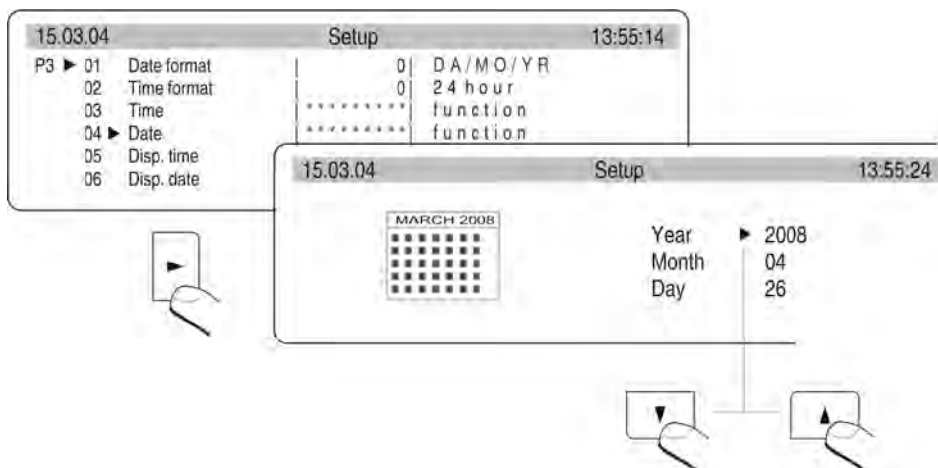 15.03.04 Setup 13:55:14
P3 ► 01 Date format | 0| DA/MO/YR
02 Time format 0| 24 hour
03 Time |*********| function
04 ► Date |*********| function
05 Disp. time
06 Disp. date
15.03.04 Setup 13:55:24
MARCH 2008
Year ► 2008
Month 04
Day 26